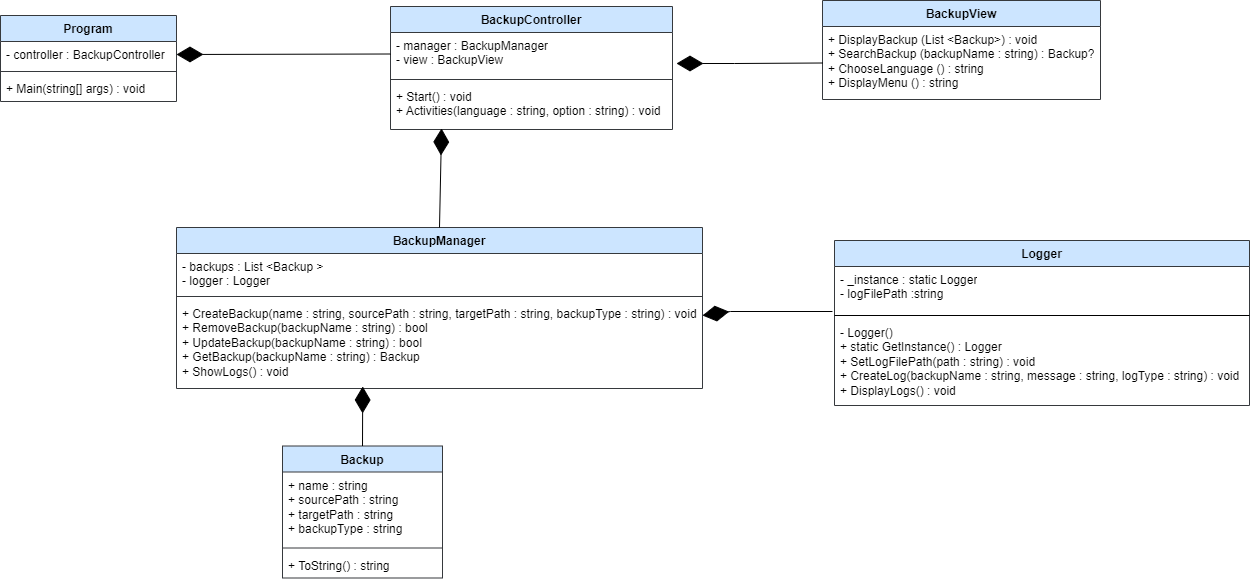 Program
- controller : BackupController
+ Main(string[] args) : void
BackupController
- manager : BackupManager
- view : BackupView
+ Start() : void
+ Activities(language : string, option : string) : void
BackupView
+ DisplayBackup (List <Backup>) : void
+ SearchBackup (backupName : string) : Backup?
+ ChooseLanguage () : string
+ DisplayMenu () : string
BackupManager
- backups : List <Backup >
- logger : Logger
+ CreateBackup(name : string, sourcePath : string, targetPath : string, backupType : string) : void
+ RemoveBackup(backupName : string) : bool
+ UpdateBackup(backupName : string) : bool
+ GetBackup(backupName : string) : Backup
+ ShowLogs() : void
Logger
- _instance : static Logger
- logFilePath :string
- Logger()
+ static GetInstance() : Logger
+ SetLogFilePath(path : string) : void
+ CreateLog(backupName : string, message : string, logType : string) : void
+ DisplayLogs() : void
Backup
+ name : string
+ sourcePath : string
+ targetPath : string
+ backupType : string
+ ToString() : string